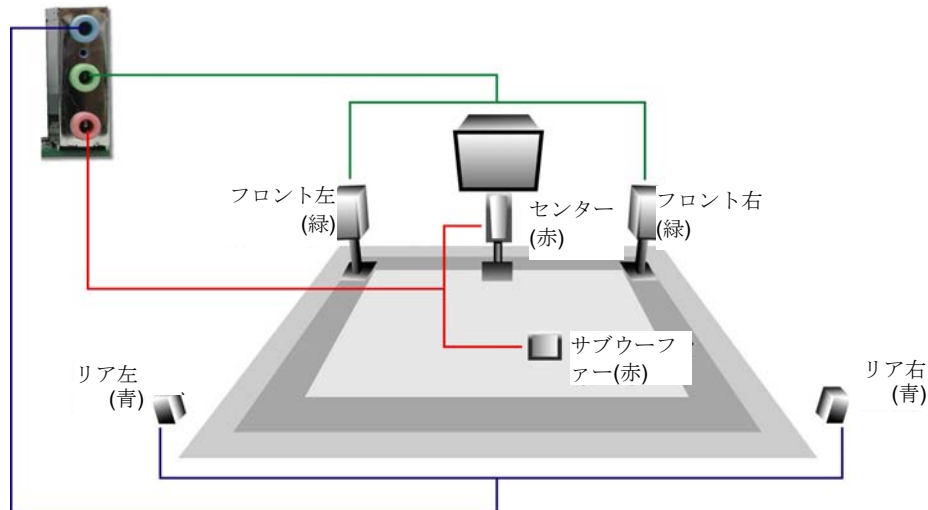 フロント左
(緑)
センター
(赤)
フロント右
(緑)
サブウーフ
ァー(赤)
リア左
(青)
リア右
(青)